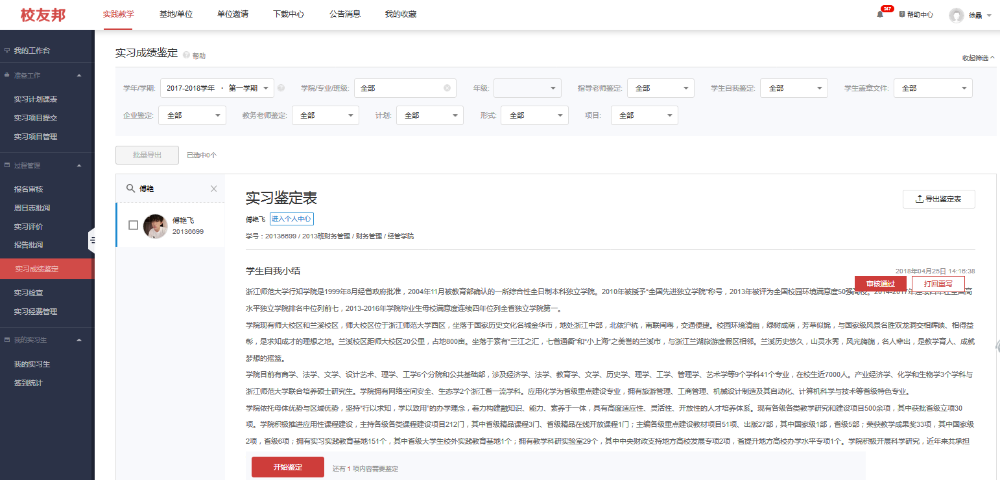 校友邦
实践教学 基地/单位 单位邀请 下载中心 公告消息 我的收藏
247 帮助中心 徐晶
我的工作台
准备工作
实习计划课表
实习项目提交
实习项目管理
过程管理
报名审核
周日志批阅
实习评价
报告批阅
实习成绩鉴定
实习检查
实习经费管理
我的实习生
我的实习生
签到统计
实习成绩鉴定 帮助
收起筛选
学年/学期: 2017-2018学年 · 第一学期 学院/专业/班级: 全部 年级: 指导老师鉴定: 全部 学生自我鉴定: 全部 学生盖章文件: 全部
企业鉴定: 全部 教务老师鉴定: 全部 计划: 全部 形式: 全部 项目: 全部
批量导出 已选中0个
傅艳
傅艳飞
20136699
实习鉴定表
导出鉴定表
傅艳飞 进入个人中心
学号：20136699 / 2013班财务管理 / 财务管理 / 经管学院
学生自我小结
2018年04月25日 14:16:38
审核通过 打回重写
浙江师范大学行知学院是1999年8月经省政府批准，2004年11月被教育部确认的一所综合性全日制本科独立学院。2010年被授予“全国先进独立学院”称号，2013年被评为全国校园环境满意度50强高校。2014-2017年连续四年在全国高
水平独立学院排名中位列前七，2013-2016年学院毕业生母校满意度连续四年位列全省独立学院第一。
学院现有师大校区和兰溪校区，师大校区位于浙江师范大学西区，坐落于国家历史文化名城金华市，地处浙江中部，北依沪杭，南联闽粤，交通便捷。校园环境清幽，绿树成荫，芳草似锦，与国家级风景名胜双龙洞交相辉映、相得益
彰，是求知成才的理想之地。兰溪校区距师大校区20公里，占地800亩。坐落于素有“三江之汇，七省通衢”和“小上海”之美誉的兰溪市，与浙江兰湖旅游度假区相邻。兰溪历史悠久，山灵水秀，风光旖旎，名人辈出，是教学育人、成就
梦想的摇篮。
学院目前有商学、法学、文学、设计艺术、理学、工学6个分院和公共基础部，涉及经济学、法学、教育学、文学、历史学、理学、工学、管理学、艺术学等9个学科41个专业，在校生近7000人。产业经济学、化学和生物学3个学科与
浙江师范大学联合培养硕士研究生。学院拥有网络空间安全、生态学2个浙江省一流学科。应用化学为省级重点建设专业，拥有旅游管理、工商管理、机械设计制造及其自动化、计算机科学与技术等省级特色专业。
学院依托母体优势与区域优势，坚持“行以求知，学以致用”的办学理念，着力构建融知识、能力、素养于一体，具有高度适应性、灵活性、开放性的人才培养体系。现有各级各类教学研究和建设项目500余项，其中获批省级立项30
项。学院积极推进应用性课程建设，主持各级各类课程建设项目212门，其中省级精品课程3门、省级精品在线开放课程1门；主编各级重点建设教材项目51项、出版27部，其中国家级1部，省级5部；荣获教学成果奖33项，其中国家级
2项，省级6项；拥有实习实践教育基地151个，其中省级大学生校外实践教育基地1个；拥有教学科研实验室29个，其中中央财政支持地方高校发展专项2项，省提升地方高校办学水平专项1个。学院积极开展科学研究，近年来共承担
开始鉴定 还有 1 项内容需要鉴定